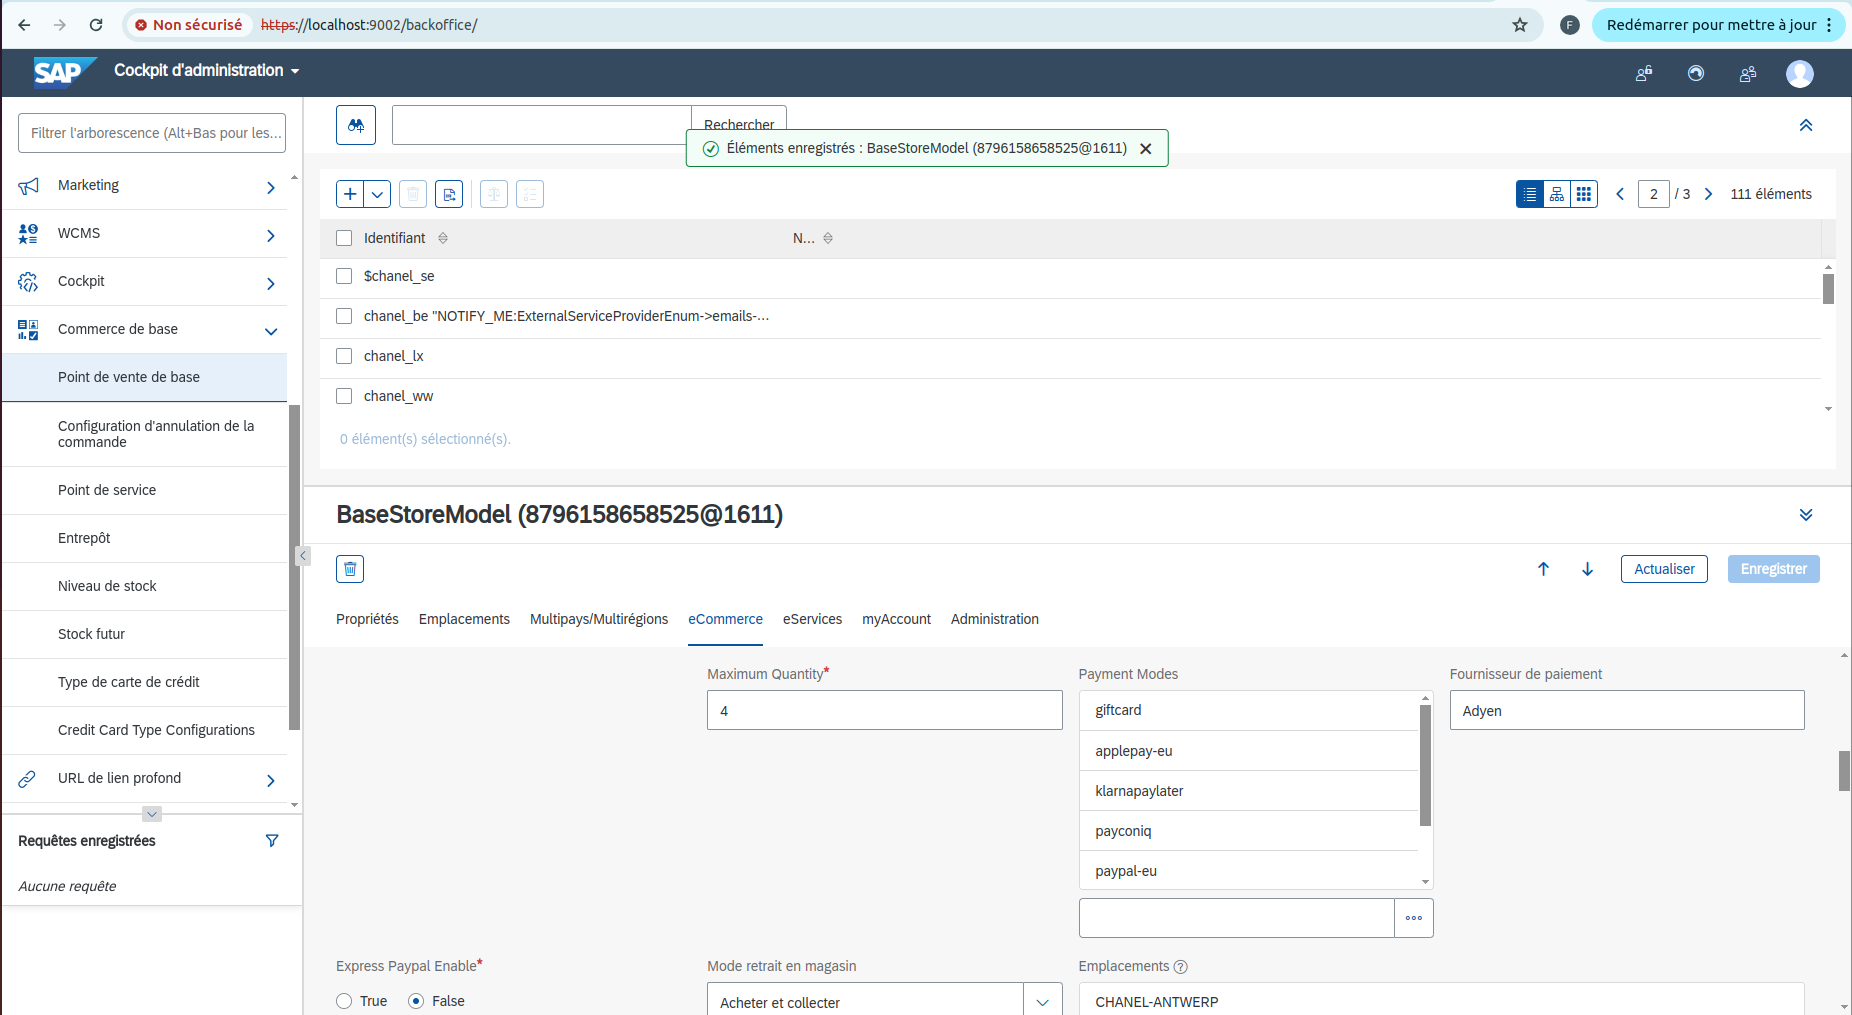 Non sécurisé https://localhost:9002/backoffice/ F Redémarrer pour mettre à jour
SAP Cockpit d'administration
Filtrer l'arborescence (Alt+Bas pour les...
Marketing
WCMS
Cockpit
Commerce de base
Point de vente de base
Configuration d'annulation de la
commande
Point de service
Entrepôt
Niveau de stock
Stock futur
Type de carte de crédit
Credit Card Type Configurations
URL de lien profond
Requêtes enregistrées
Aucune requête
Rechercher
Éléments enregistrés : BaseStoreModel (8796158658525@1611)
2 / 3 111 éléments
Identifiant N...
$chanel_se
chanel_be "NOTIFY_ME:ExternalServiceProviderEnum->emails-...
chanel_lx
chanel_ww
0 élément(s) sélectionné(s).
BaseStoreModel (8796158658525@1611)
Actualiser Enregistrer
Propriétés Emplacements Multipays/Multirégions eCommerce eServices myAccount Administration
Maximum Quantity* Payment Modes Fournisseur de paiement
4 giftcard Adyen
applepay-eu
klarnapaylater
payconiq
paypal-eu
Express Paypal Enable* Mode retrait en magasin Emplacements ?
True False Acheter et collecter CHANEL-ANTWERP